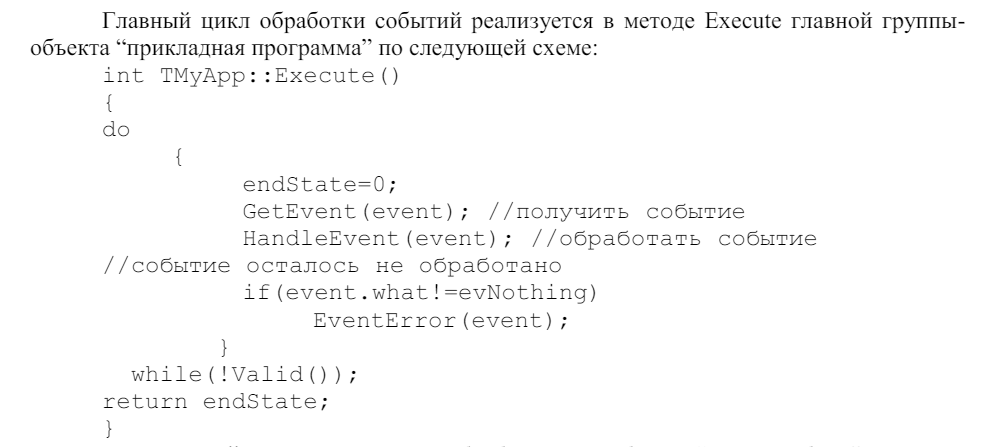 Главный цикл обработки событий реализуется в методе Execute главной группы-
объекта “прикладная программа” по следующей схеме:
int TMyApp::Execute()
{
do
{
endState=0;
GetEvent(event); //получить событие
HandleEvent(event); //обработать событие
//событие осталось не обработано
if(event.what!=evNothing)
EventError(event);
}
while(!Valid());
return endState;
}